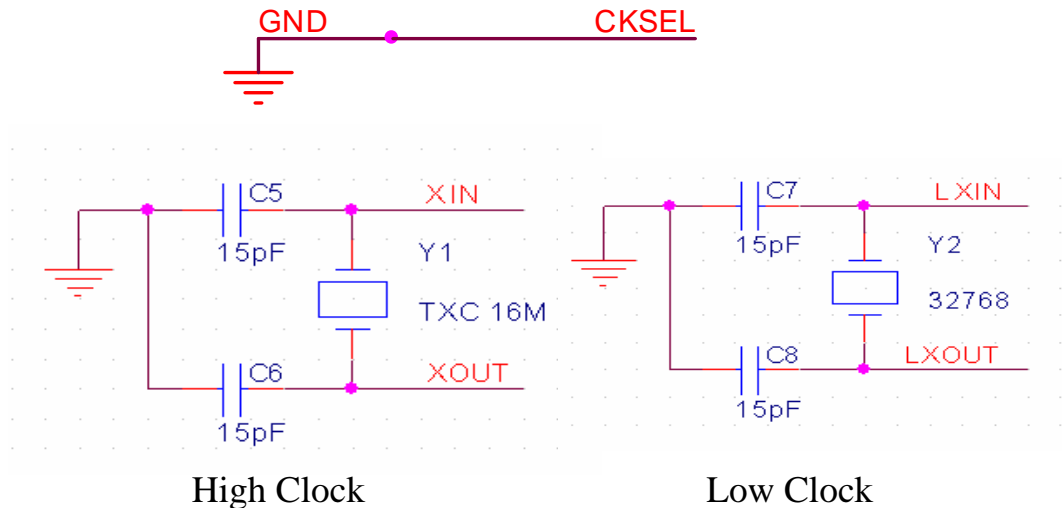 GND CKSEL
C5 XIN
15pF Y1
TXC 16M
C6 XOUT
15pF
High Clock
C7 LXIN
15pF Y2
32768
C8 LXOUT
15pF
Low Clock